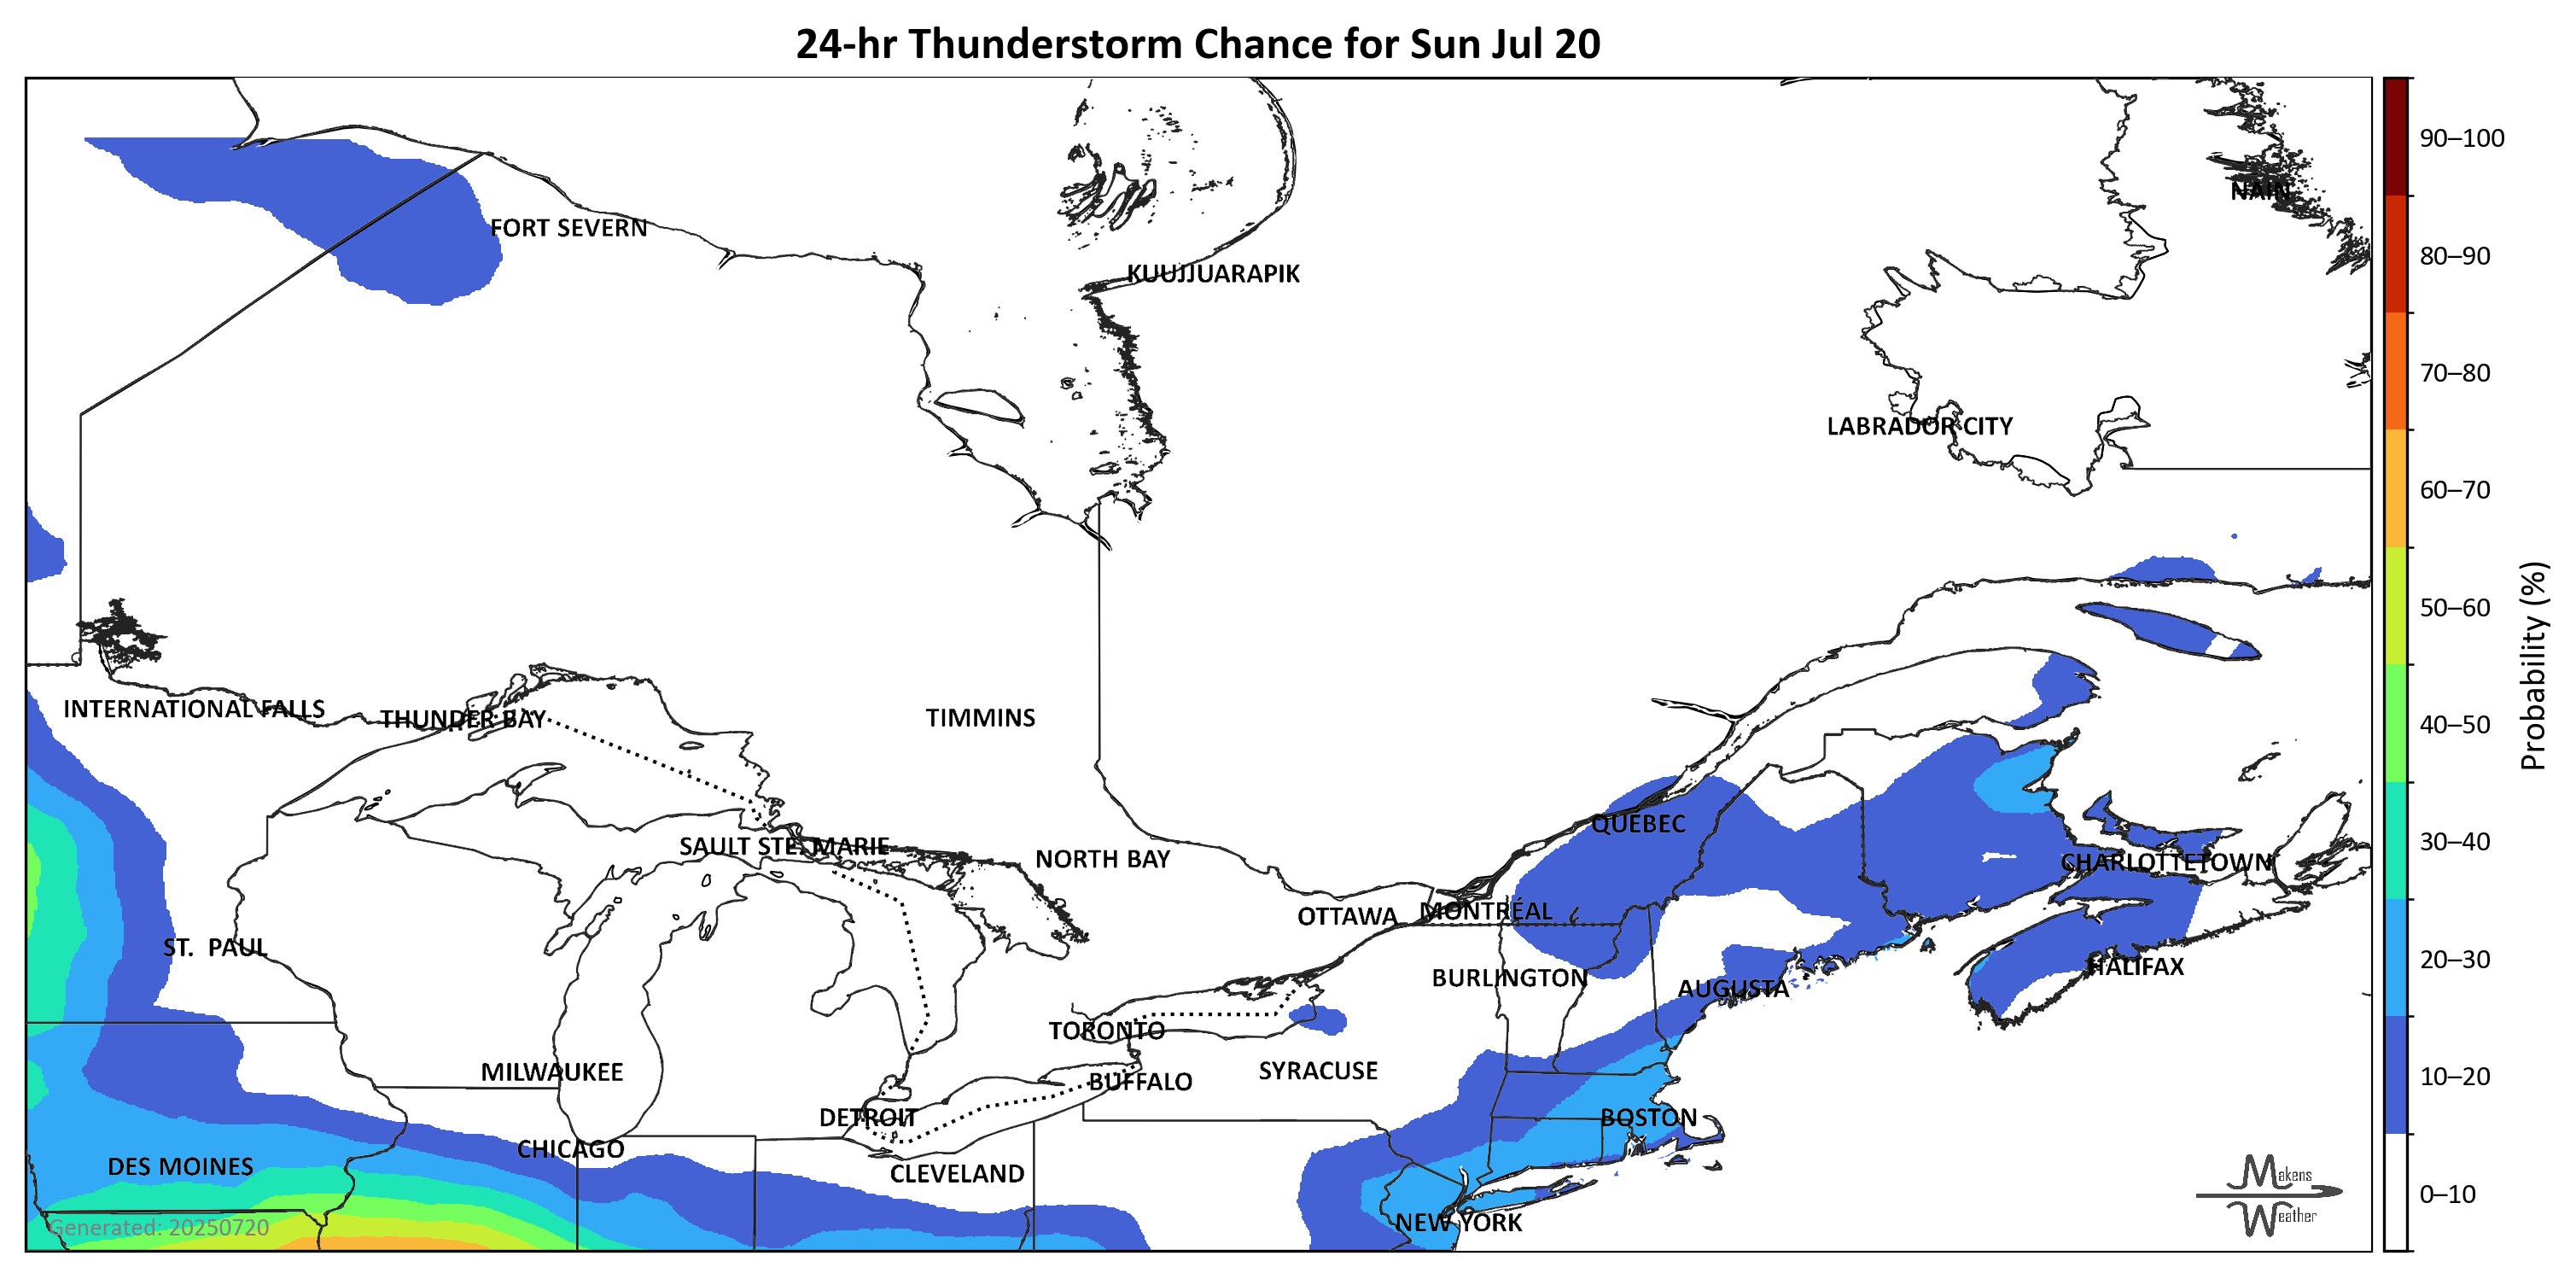 24-hr Thunderstorm Chance for Sun Jul 20
90–100
NAIN
FORT SEVERN
80–90
KUUJJUARAPIK
70–80
LABRADOR CITY
60–70
50–60
Probability (%)
INTERNATIONAL FALLS
THUNDER BAY
TIMMINS
40–50
QUEBEC
SAULT STE. MARIE
NORTH BAY
CHARLOTTETOWN
30–40
OTTAWA
MONTRÉAL
ST. PAUL
BURLINGTON
AUGUSTA
HALIFAX
20–30
TORONTO
MILWAUKEE
BUFFALO
SYRACUSE
10–20
DETROIT
BOSTON
CHICAGO
DES MOINES
CLEVELAND
Makens
Weather
0–10
NEW YORK
Generated: 20250720